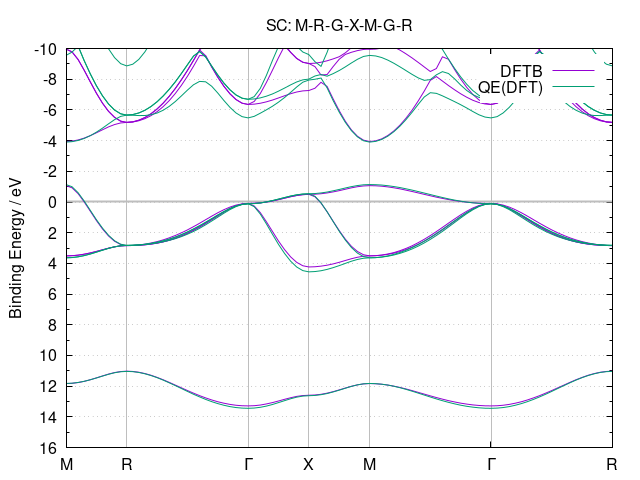 SC: M-R-G-X-M-G-R
DFTB
QE(DFT)
Binding Energy / eV
-10
-8
-6
-4
-2
0
2
4
6
8
10
12
14
16
M R Γ X M Γ R